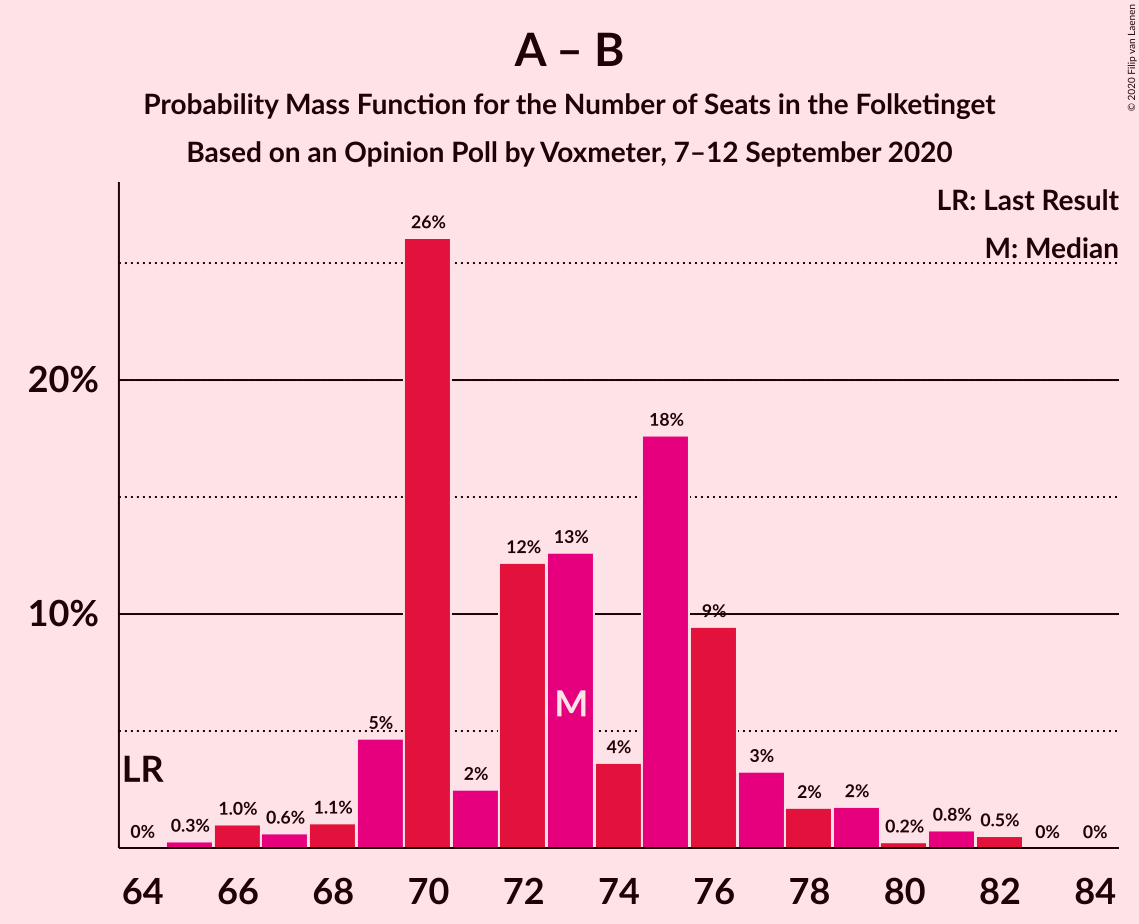 A – B
Probability Mass Function for the Number of Seats in the Folketinget
Based on an Opinion Poll by Voxmeter, 7–12 September 2020
© 2020 Filip van Laenen
LR: Last Result
M: Median
20%
10%
0%
0.3%
1.0%
0.6%
1.1%
5%
26%
2%
12%
13%
4%
18%
9%
3%
2%
2%
0.2%
0.8%
0.5%
0%
0%
LR
M
64 66 68 70 72 74 76 78 80 82 84